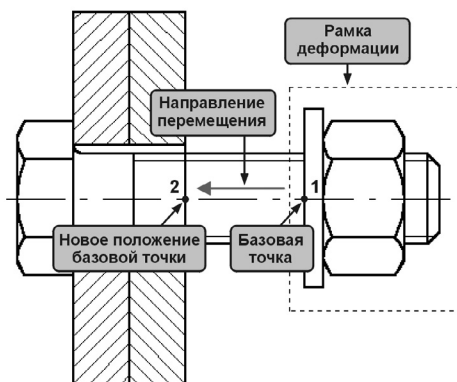 Рамка
деформации
Направление
перемещения
2
1
Новое положение
базовой точки
Базовая
точка